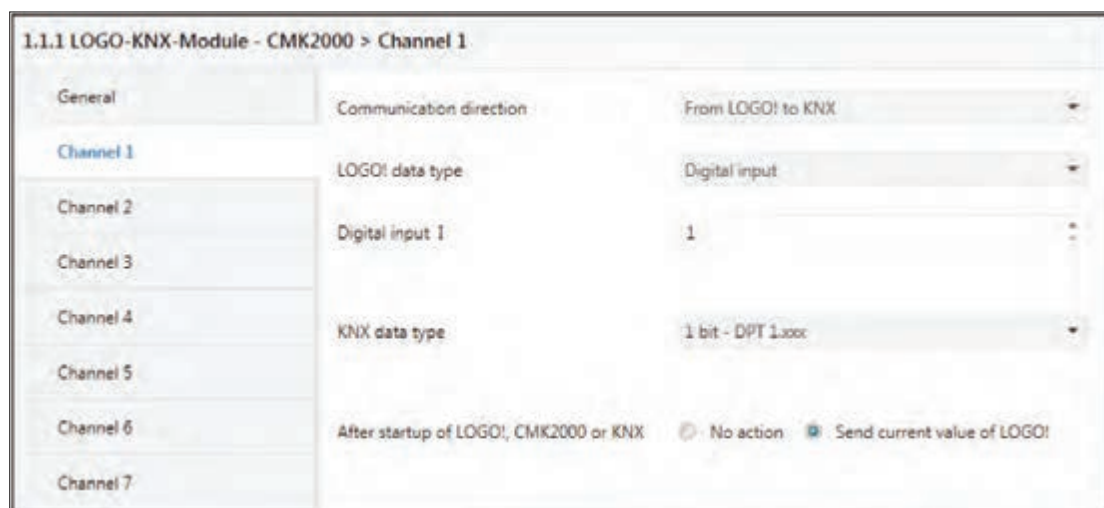 1.1.1 LOGO-KNX-Module - CMK2000 > Channel 1
General
Channel 1
Channel 2
Channel 3
Channel 4
Channel 5
Channel 6
Channel 7
Communication direction From LOGO! to KNX
LOGO! data type Digital input
Digital input I 1
KNX data type 1 bit - DPT 1.xxx
After startup of LOGO!, CMK2000 or KNX No action Send current value of LOGO!